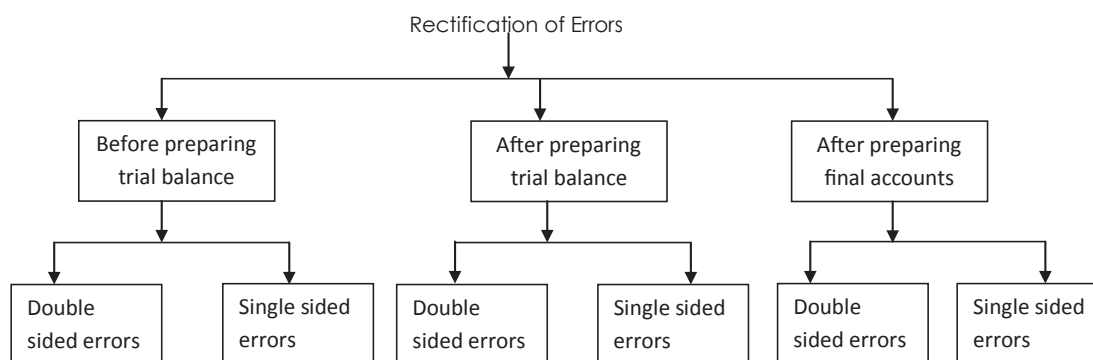 Rectification of Errors
Before preparing
trial balance
After preparing
trial balance
After preparing
final accounts
Double
sided errors
Single sided
errors
Double
sided errors
Single sided
errors
Double
sided errors
Single sided
errors